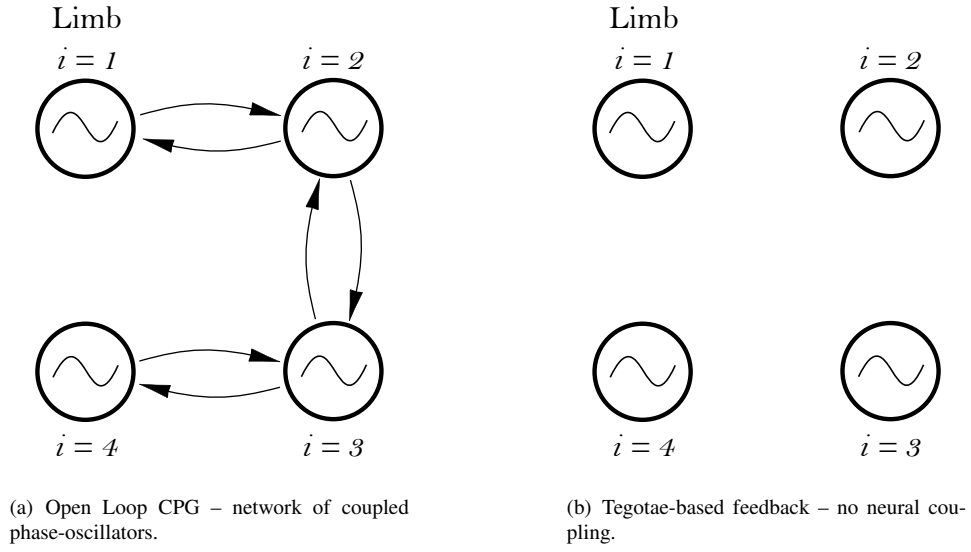 Limb
Limb
i = 1
i = 2
i = 1
i = 2
i = 4
i = 3
i = 4
i = 3
(a) Open Loop CPG – network of coupled
phase-oscillators.
(b) Tegotae-based feedback – no neural cou-
pling.